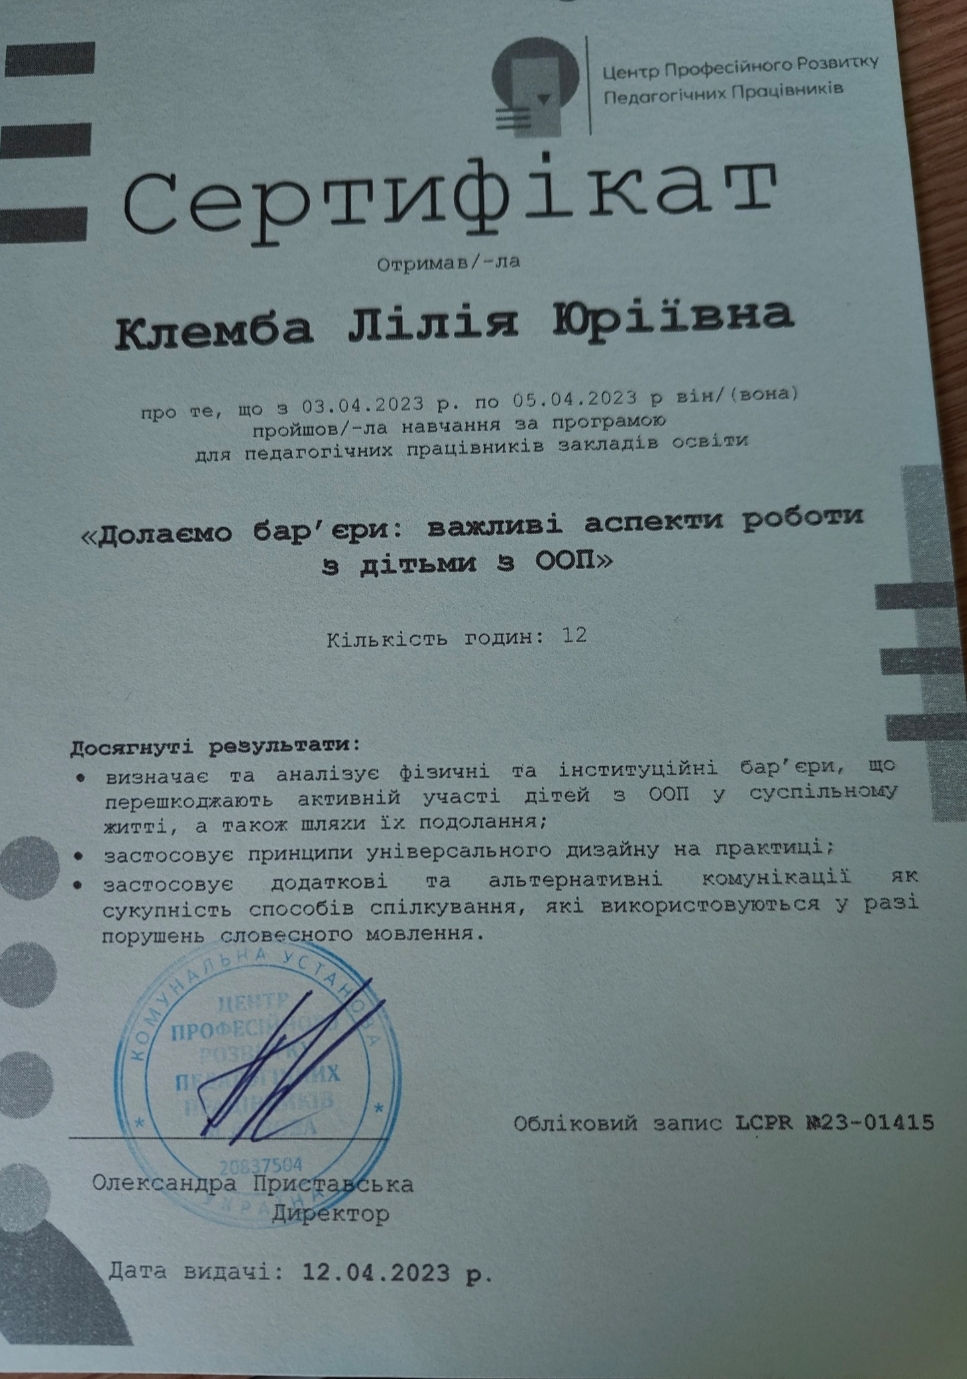 Центр Професійного Розвитку
Педагогічних Працівників
Сертифікат
Отримав/-ла
Клемба Лілія Юріївна
про те, що з 03.04.2023 р. по 05.04.2023 р він/(вона)
пройшов/-ла навчання за програмою
для педагогічних працівників закладів освіти
«Долаємо бар’єри: важливі аспекти роботи
з дітьми з ООП»
Кількість годин: 12
Досягнуті результати:
• визначає та аналізує фізичні та інституційні бар’єри, що
перешкоджають активній участі дітей з ООП у суспільному
житті, а також шляхи їх подолання;
• застосовує принципи універсального дизайну на практиці;
• застосовує додаткові та альтернативні комунікації як
сукупність способів спілкування, які використовуються у разі
порушень словесного мовлення.
КОМУНАЛЬНА УСТАНОВА
ЦЕНТР
ПРОФЕСІЙНОГО
РОЗВИТКУ
ПЕДАГОГІЧНИХ
ПРАЦІВНИКІВ
20837504
УКРАЇНА
Обліковий запис LCPR №23-01415
Олександра Приставська
Директор
Дата видачі: 12.04.2023 р.